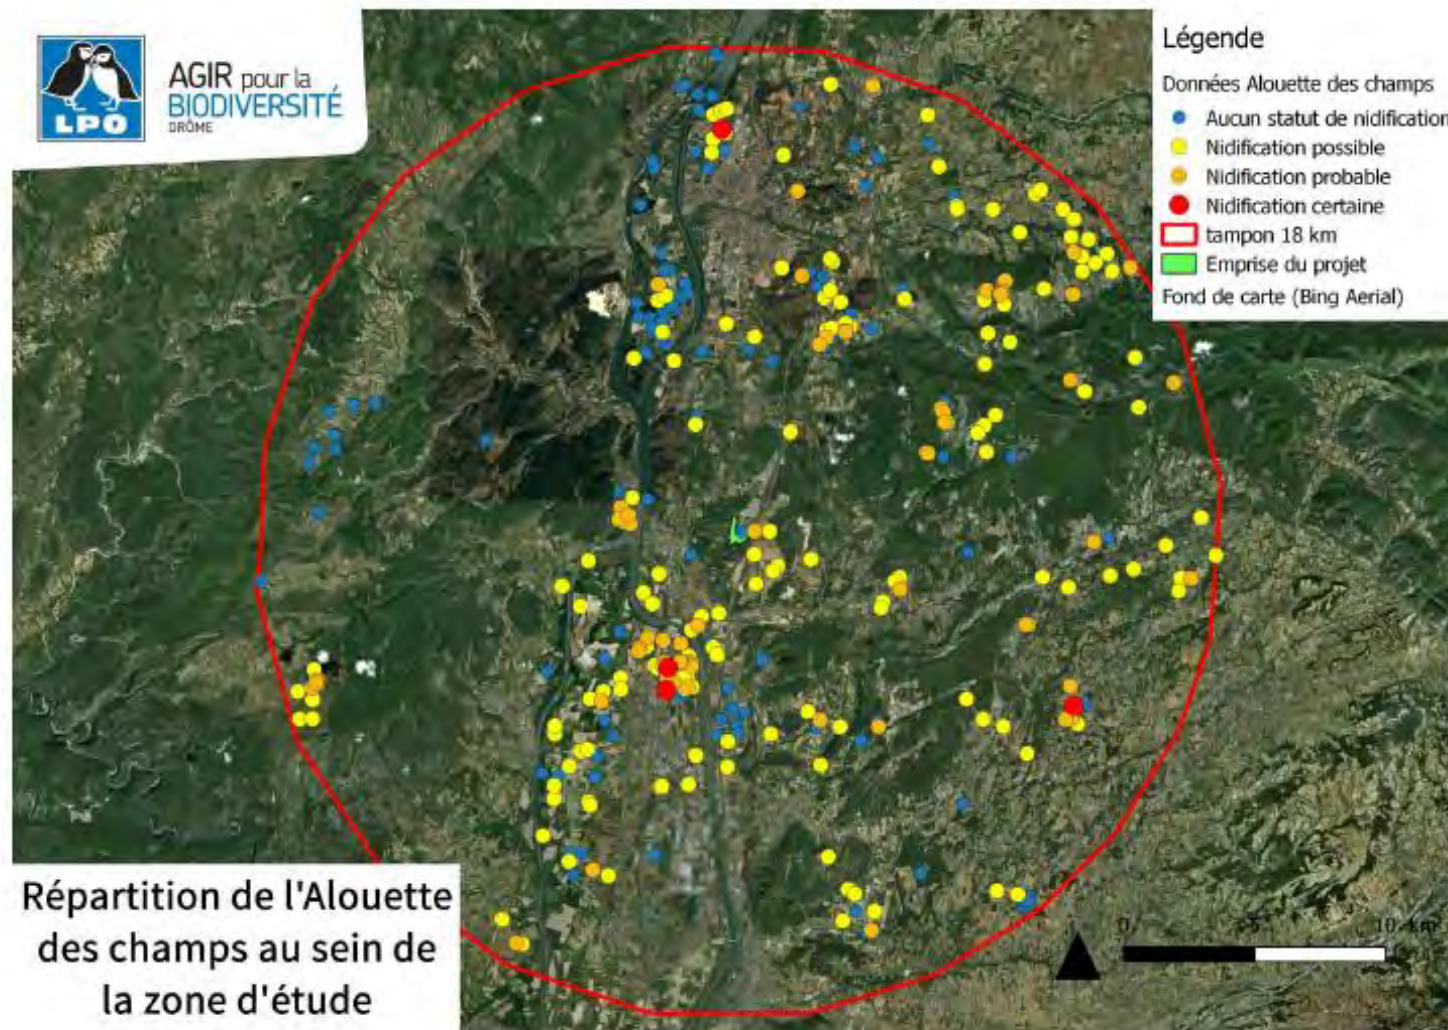 LPO
AGIR pour la
BIODIVERSITÉ
DRÔME
Légende
Données Alouette des champs
Aucun statut de nidification
Nidification possible
Nidification probable
Nidification certaine
tampon 18 km
Emprise du projet
Fond de carte (Bing Aerial)
0 5 10 km
Répartition de l'Alouette
des champs au sein de
la zone d'étude